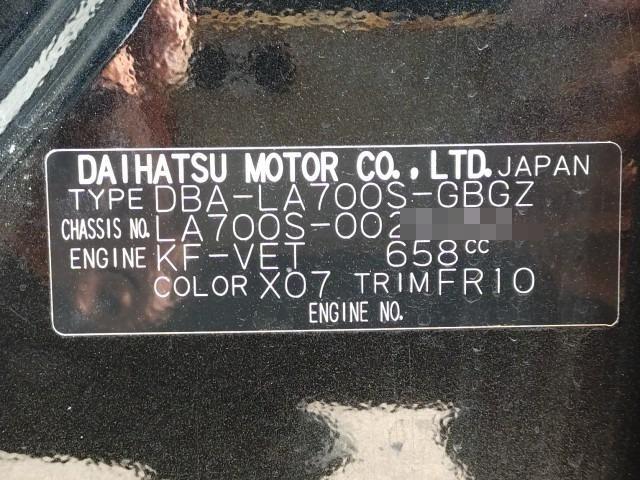 DAIHATSU MOTOR CO., LTD. JAPAN
TYPE DBA-LA700S-GBGZ
CHASSIS NO. LA700S-002
ENGINE KF-VET 658cc
COLOR X07 TRIM FR10
ENGINE NO.